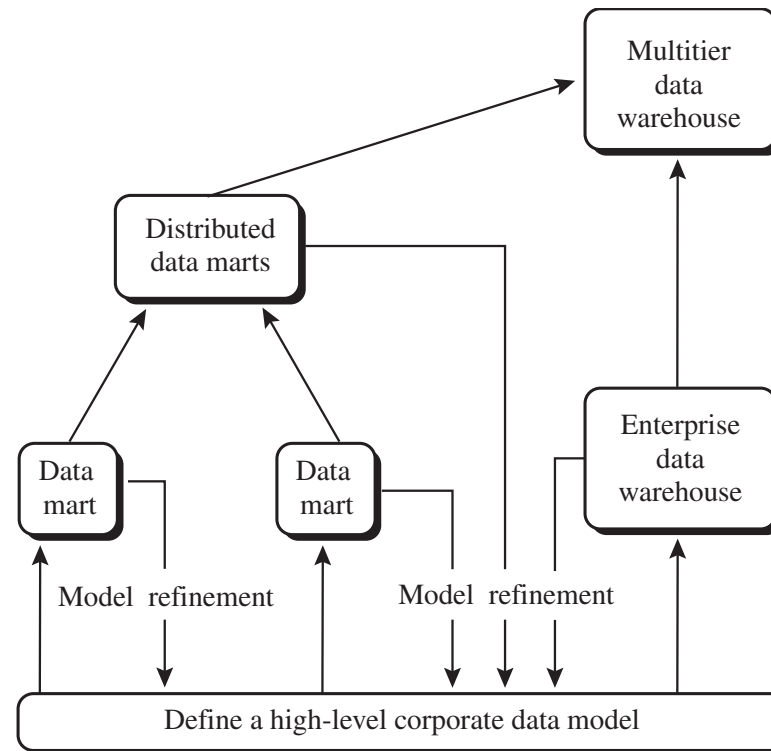 Multitier
data
warehouse
Distributed
data marts
Enterprise
data
warehouse
Data
mart
Data
mart
Model refinement
Model refinement
Define a high-level corporate data model